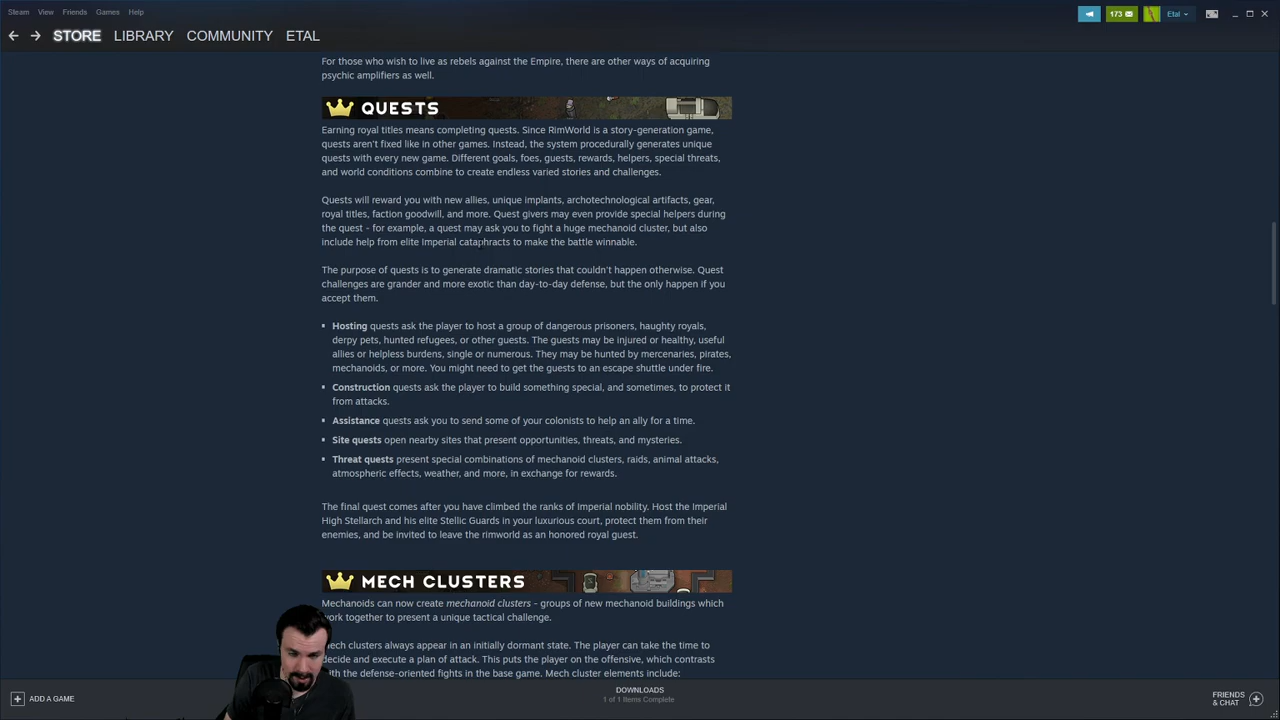 Steam View Friends Games Help
173 Etal
STORE LIBRARY COMMUNITY ETAL
For those who wish to live as rebels against the Empire, there are other ways of acquiring
psychic amplifiers as well.
QUESTS
Earning royal titles means completing quests. Since RimWorld is a story-generation game,
quests aren't fixed like in other games. Instead, the system procedurally generates unique
quests with every new game. Different goals, foes, guests, rewards, helpers, special threats,
and world conditions combine to create endless varied stories and challenges.
Quests will reward you with new allies, unique implants, archotechnological artifacts, gear,
royal titles, faction goodwill, and more. Quest givers may even provide special helpers during
the quest - for example, a quest may ask you to fight a huge mechanoid cluster, but also
include help from elite Imperial cataphracts to make the battle winnable.
The purpose of quests is to generate dramatic stories that couldn't happen otherwise. Quest
challenges are grander and more exotic than day-to-day defense, but the only happen if you
accept them.
▪ Hosting quests ask the player to host a group of dangerous prisoners, haughty royals,
derpy pets, hunted refugees, or other guests. The guests may be injured or healthy, useful
allies or helpless burdens, single or numerous. They may be hunted by mercenaries, pirates,
mechanoids, or more. You might need to get the guests to an escape shuttle under fire.
▪ Construction quests ask the player to build something special, and sometimes, to protect it
from attacks.
▪ Assistance quests ask you to send some of your colonists to help an ally for a time.
▪ Site quests open nearby sites that present opportunities, threats, and mysteries.
▪ Threat quests present special combinations of mechanoid clusters, raids, animal attacks,
atmospheric effects, weather, and more, in exchange for rewards.
The final quest comes after you have climbed the ranks of Imperial nobility. Host the Imperial
High Stellarch and his elite Stellic Guards in your luxurious court, protect them from their
enemies, and be invited to leave the rimworld as an honored royal guest.
MECH CLUSTERS
Mechanoids can now create mechanoid clusters - groups of new mechanoid buildings which
work together to present a unique tactical challenge.
Mech clusters always appear in an initially dormant state. The player can take the time to
decide and execute a plan of attack. This puts the player on the offensive, which contrasts
with the defense-oriented fights in the base game. Mech cluster elements include:
ADD A GAME
DOWNLOADS
1 of 1 Items Complete
FRIENDS
& CHAT